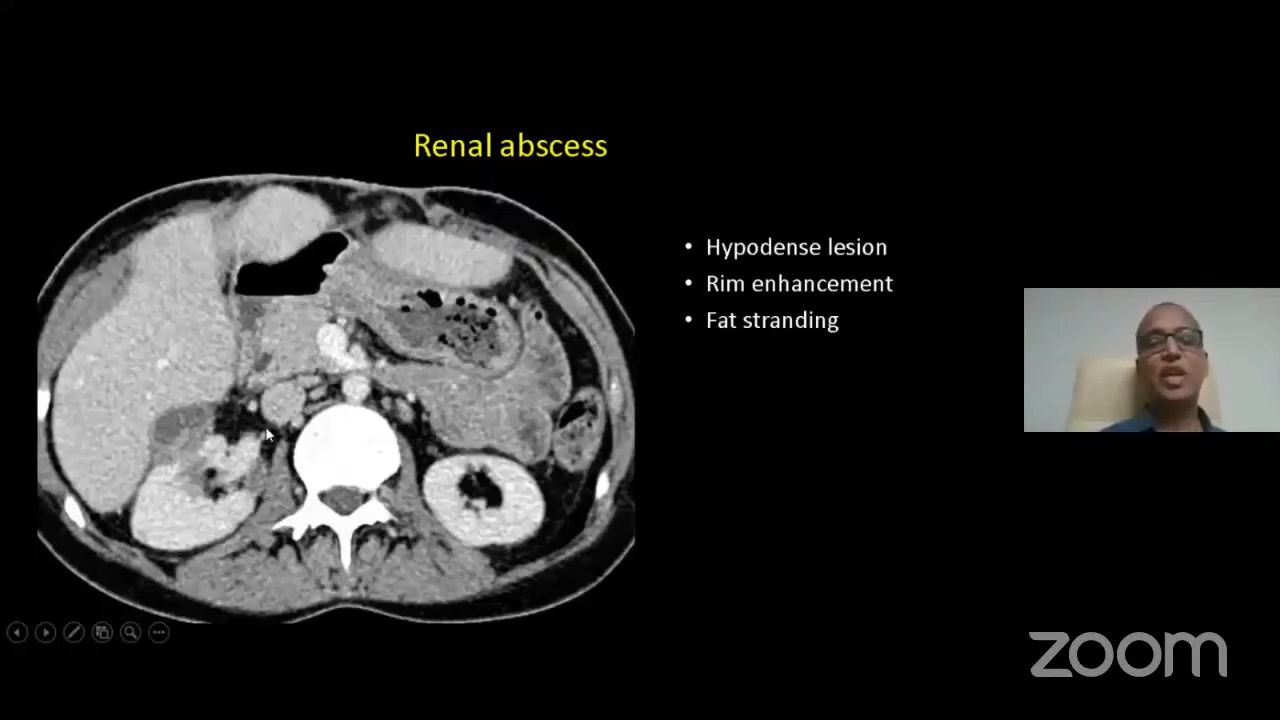 Renal abscess
• Hypodense lesion
• Rim enhancement
• Fat stranding
zoom